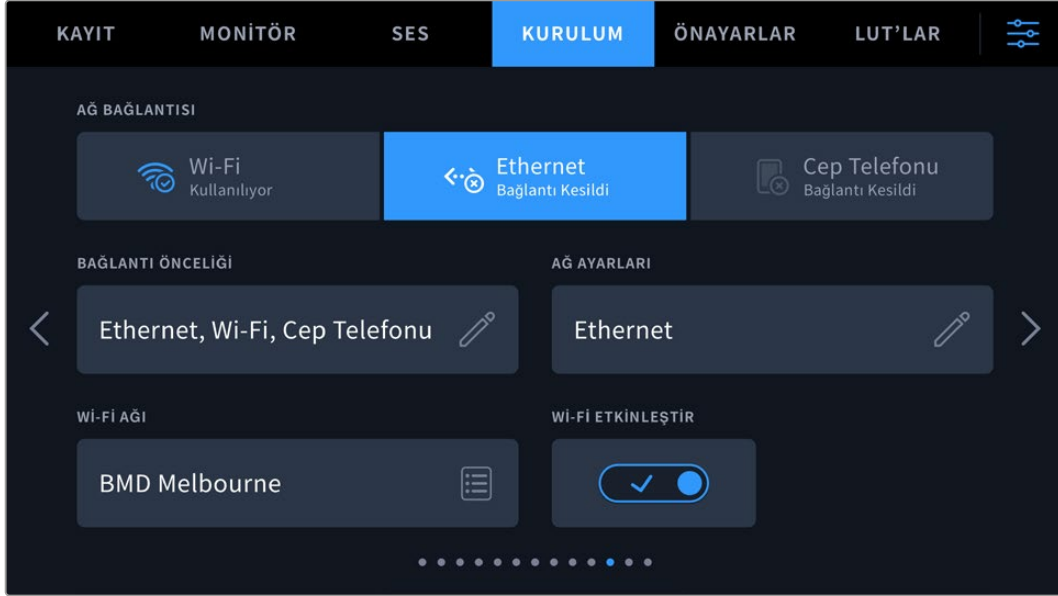 KAYIT MONİTÖR SES KURULUM ÖNAYARLAR LUT’LAR
AĞ BAĞLANTISI
Wi-Fi
Kullanılıyor
Ethernet
Bağlantı Kesildi
Cep Telefonu
Bağlantı Kesildi
BAĞLANTI ÖNCELİĞİ
Ethernet, Wi-Fi, Cep Telefonu
AĞ AYARLARI
Ethernet
Wİ-Fİ AĞI
BMD Melbourne
Wİ-Fİ ETKİNLEŞTİR